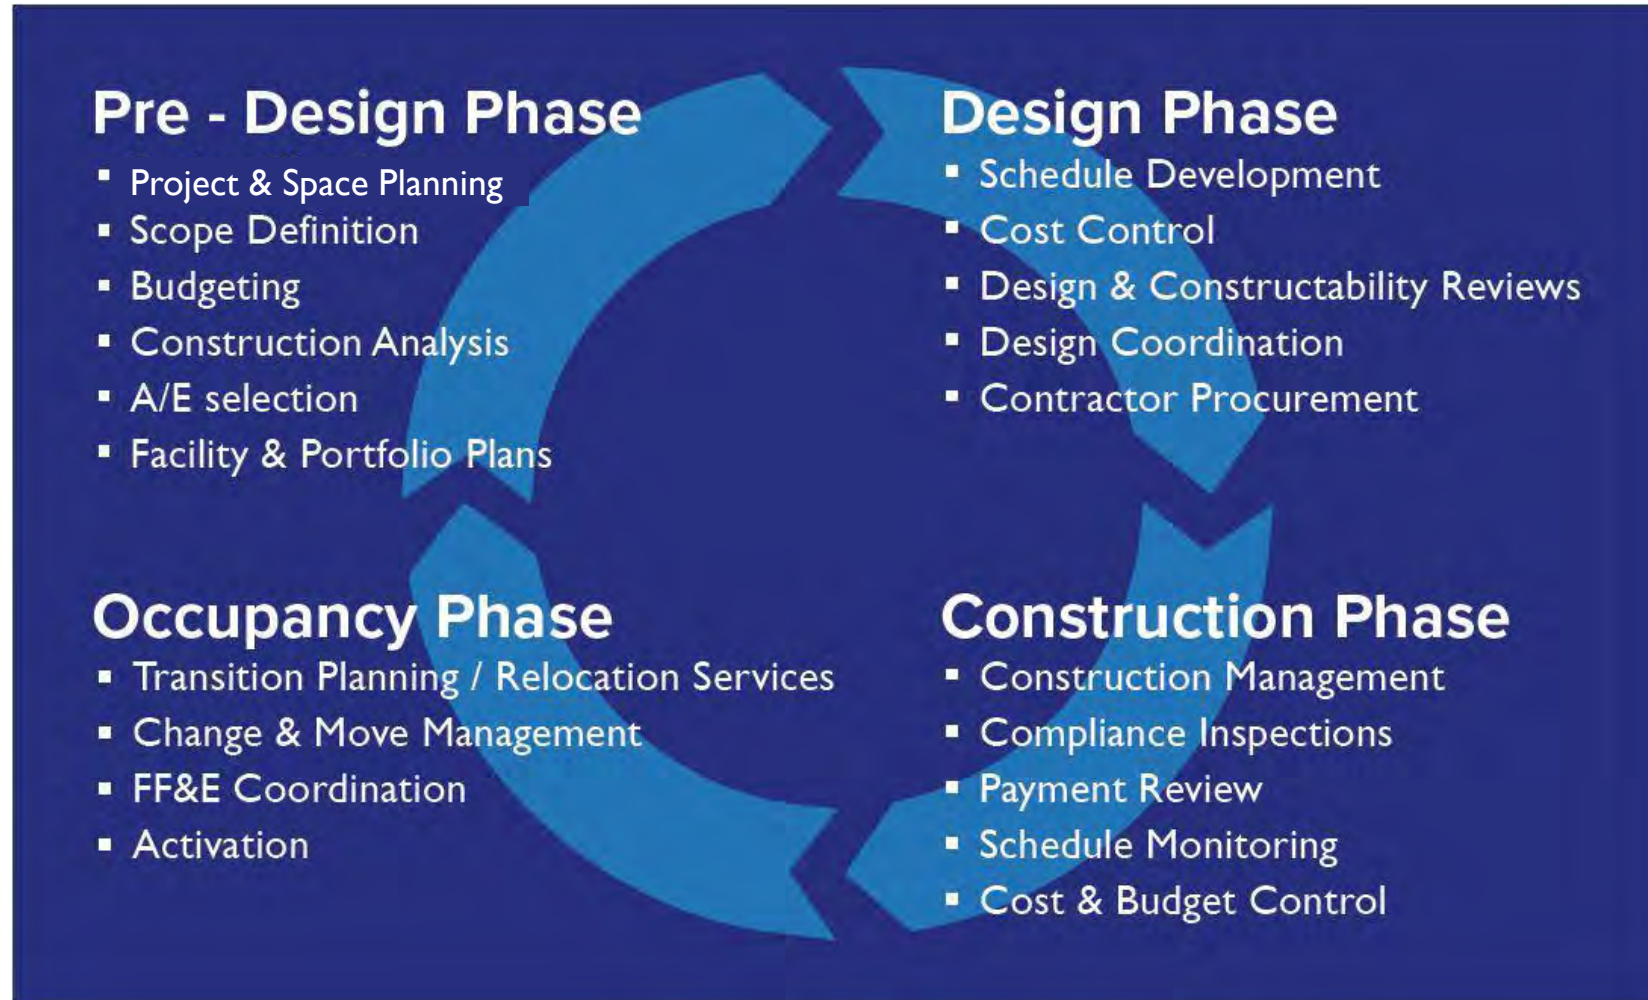 Pre - Design Phase
▪ Project & Space Planning
▪ Scope Definition
▪ Budgeting
▪ Construction Analysis
▪ A/E selection
▪ Facility & Portfolio Plans
Design Phase
▪ Schedule Development
▪ Cost Control
▪ Design & Constructability Reviews
▪ Design Coordination
▪ Contractor Procurement
Occupancy Phase
▪ Transition Planning / Relocation Services
▪ Change & Move Management
▪ FF&E Coordination
▪ Activation
Construction Phase
▪ Construction Management
▪ Compliance Inspections
▪ Payment Review
▪ Schedule Monitoring
▪ Cost & Budget Control